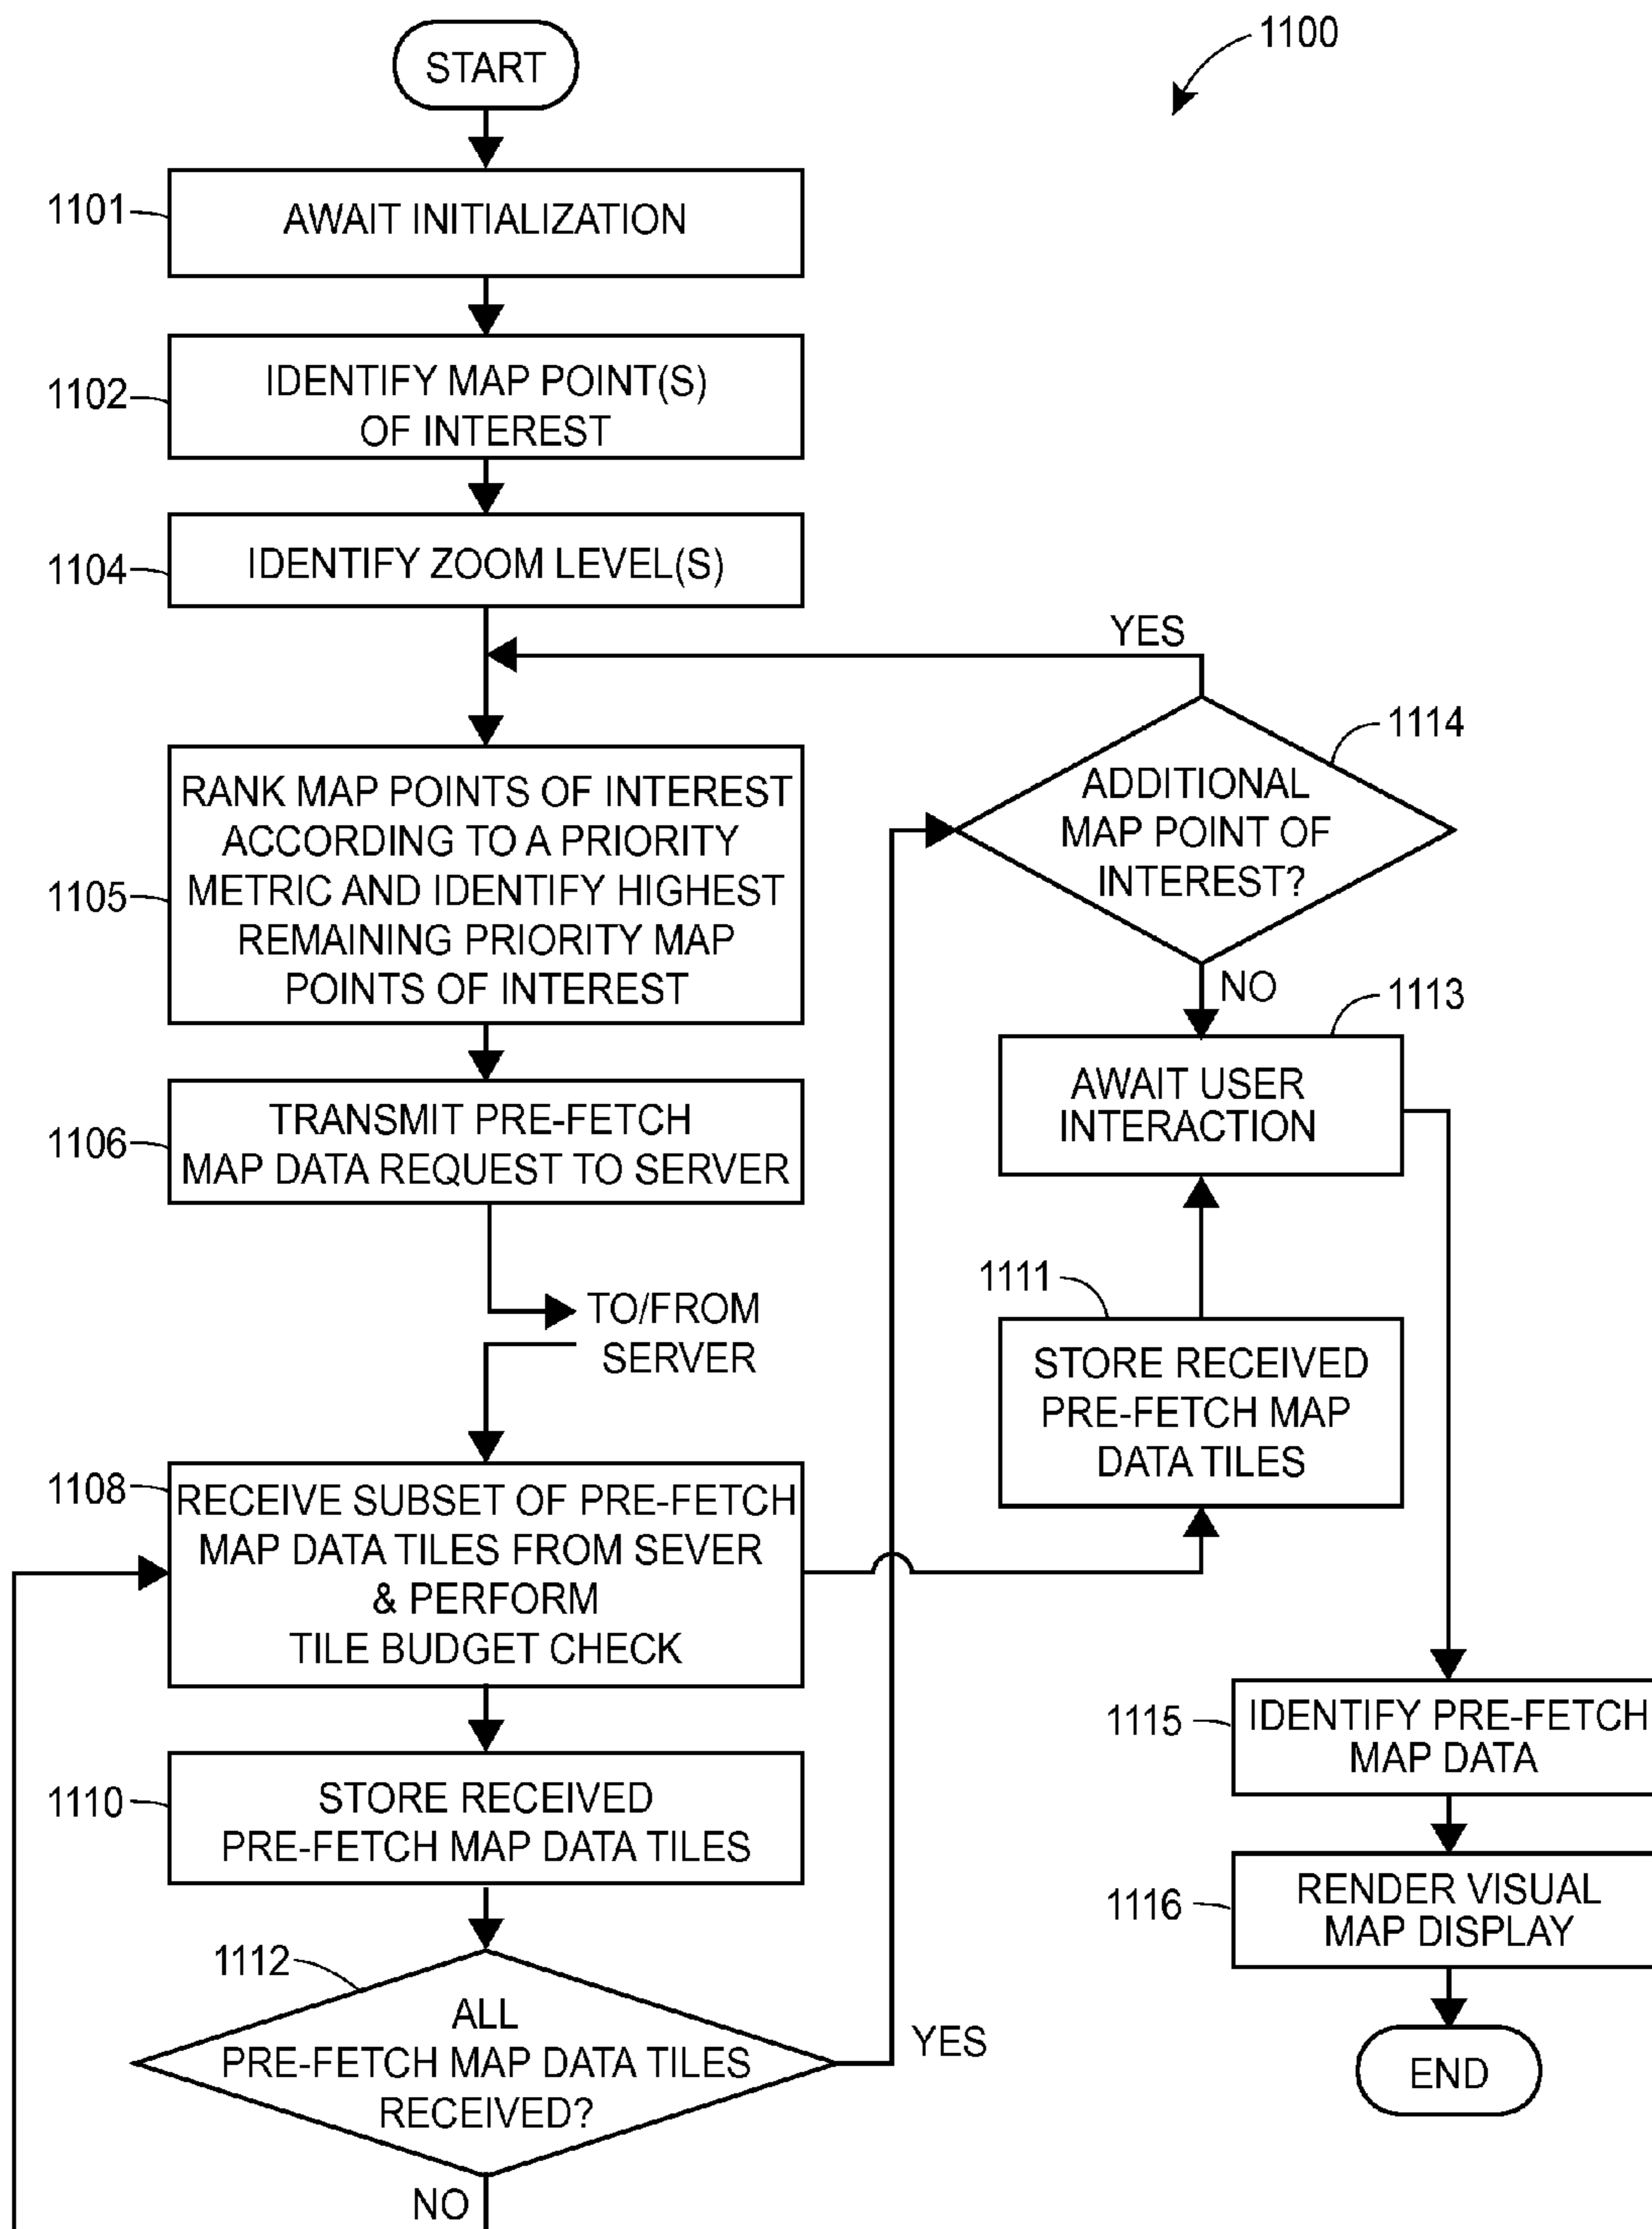 1100
START
1101
AWAIT INITIALIZATION
1102
IDENTIFY MAP POINT(S)
OF INTEREST
1104
IDENTIFY ZOOM LEVEL(S)
YES
1105
RANK MAP POINTS OF INTEREST
ACCORDING TO A PRIORITY
METRIC AND IDENTIFY HIGHEST
REMAINING PRIORITY MAP
POINTS OF INTEREST
1114
ADDITIONAL
MAP POINT OF
INTEREST?
NO
1106
TRANSMIT PRE-FETCH
MAP DATA REQUEST TO SERVER
1113
AWAIT USER
INTERACTION
TO/FROM
SERVER
1111
STORE RECEIVED
PRE-FETCH MAP
DATA TILES
1108
RECEIVE SUBSET OF PRE-FETCH
MAP DATA TILES FROM SEVER
& PERFORM
TILE BUDGET CHECK
1110
STORE RECEIVED
PRE-FETCH MAP DATA TILES
1112
ALL
PRE-FETCH MAP DATA TILES
RECEIVED?
YES
NO
1115
IDENTIFY PRE-FETCH
MAP DATA
1116
RENDER VISUAL
MAP DISPLAY
END